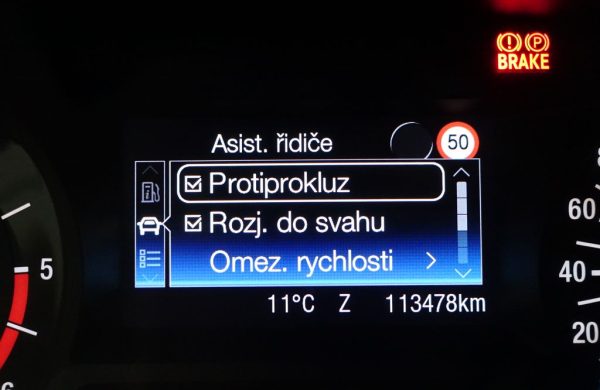 P
BRAKE
Asist. řidiče
50
Protiprokluz
Rozj. do svahu
Omez. rychlosti
11°C Z 113478km
5
60
40
20